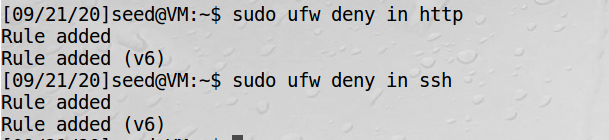 [09/21/20]seed@VM:~$ sudo ufw deny in http
Rule added
Rule added (v6)
[09/21/20]seed@VM:~$ sudo ufw deny in ssh
Rule added
Rule added (v6)